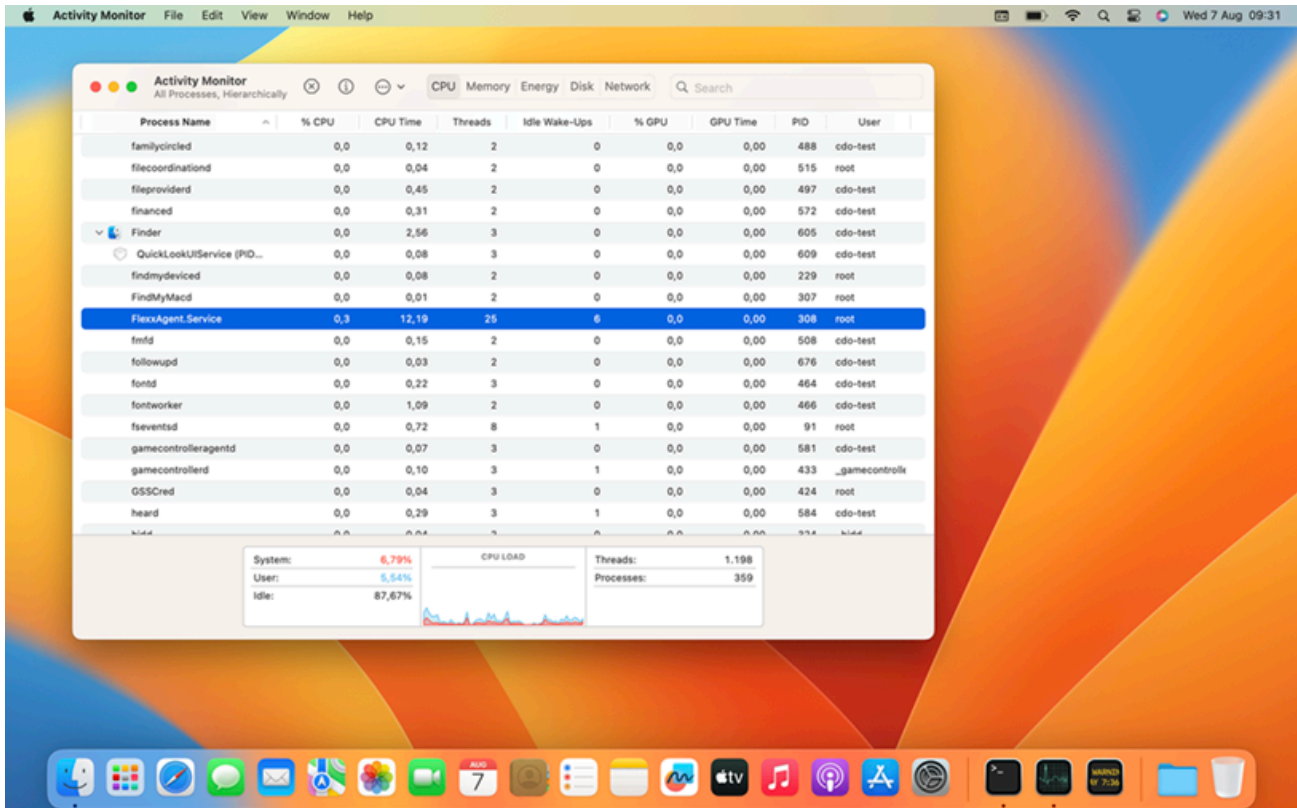 Activity Monitor File Edit View Window Help Wed 7 Aug 09:31
Activity Monitor
All Processes, Hierarchically
CPU Memory Energy Disk Network Search
Process Name % CPU CPU Time Threads Idle Wake-Ups % GPU GPU Time PID User
familycircled 0,0 0,12 2 0 0,0 0,00 488 cdo-test
filecoordinationd 0,0 0,04 2 0 0,0 0,00 515 root
fileproviderd 0,0 0,45 2 0 0,0 0,00 497 cdo-test
financed 0,0 0,31 2 0 0,0 0,00 572 cdo-test
Finder 0,0 2,56 3 0 0,0 0,00 605 cdo-test
QuickLookUIService (PID... 0,0 0,08 3 0 0,0 0,00 609 cdo-test
findmydeviced 0,0 0,08 2 0 0,0 0,00 229 root
FindMyMacd 0,0 0,01 2 0 0,0 0,00 307 root
FlexxAgent.Service 0,3 12,19 25 6 0,0 0,00 308 root
fmfd 0,0 0,15 2 0 0,0 0,00 508 cdo-test
followupd 0,0 0,03 2 0 0,0 0,00 676 cdo-test
fontd 0,0 0,22 3 0 0,0 0,00 464 cdo-test
fontworker 0,0 1,09 2 0 0,0 0,00 466 cdo-test
fseventsd 0,0 0,72 8 1 0,0 0,00 91 root
gamecontrolleragentd 0,0 0,07 3 0 0,0 0,00 581 cdo-test
gamecontrollerd 0,0 0,10 3 1 0,0 0,00 433 _gamecontrolle
GSSCred 0,0 0,04 3 0 0,0 0,00 424 root
heard 0,0 0,29 3 1 0,0 0,00 584 cdo-test
System: 6,79% CPU LOAD Threads: 1.198
User: 5,54% Processes: 359
Idle: 87,67%
AUG
7
tv